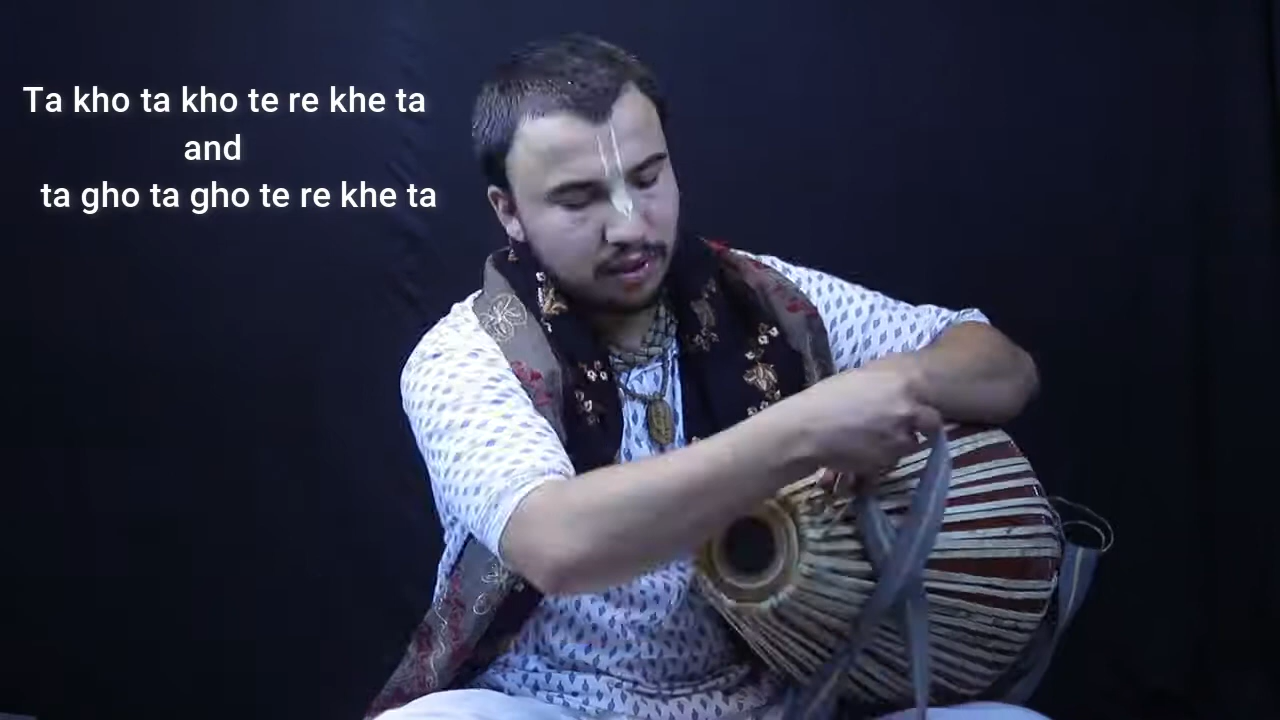 Ta kho ta kho te re khe ta
and
ta gho ta gho te re khe ta